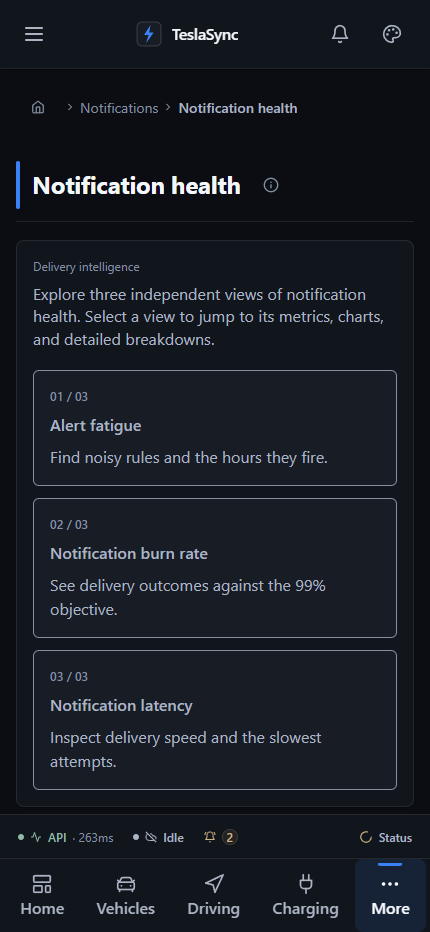 TeslaSync
Notifications
Notification health
Notification health
Delivery intelligence
Explore three independent views of notification
health. Select a view to jump to its metrics, charts,
and detailed breakdowns.
01 / 03
Alert fatigue
Find noisy rules and the hours they fire.
02 / 03
Notification burn rate
See delivery outcomes against the 99%
objective.
03 / 03
Notification latency
Inspect delivery speed and the slowest
attempts.
API · 263ms
Idle
2
Status
Home
Vehicles
Driving
Charging
More